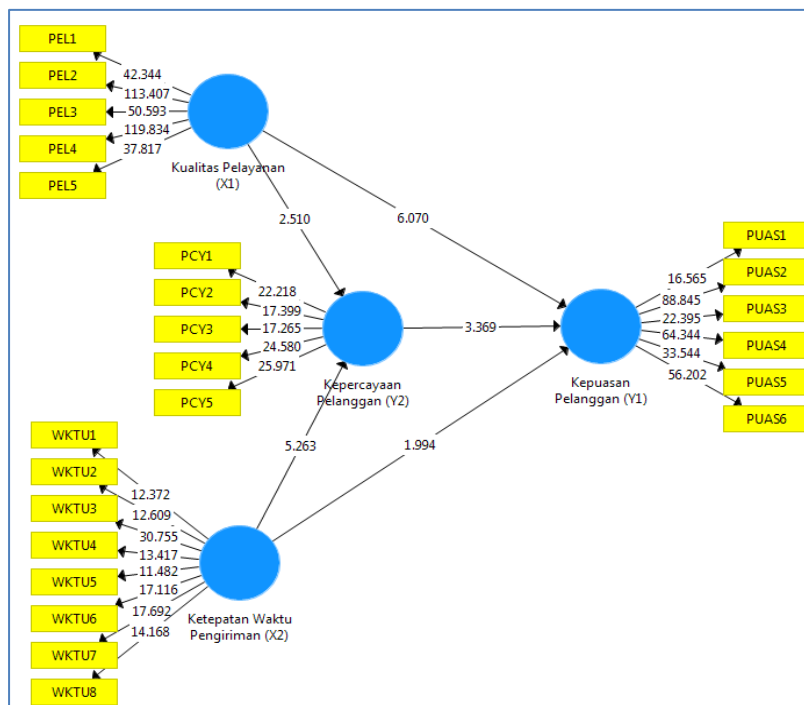 PEL1
PEL2
PEL3
PEL4
PEL5
42.344
113.407
50.593
119.834
37.817
Kualitas Pelayanan
(X1)
2.510
6.070
PCY1
PCY2
PCY3
PCY4
PCY5
22.218
17.399
17.265
24.580
25.971
Kepercayaan
Pelanggan (Y2)
3.369
PUAS1
PUAS2
PUAS3
PUAS4
PUAS5
PUAS6
16.565
88.845
22.395
64.344
33.544
56.202
Kepuasan
Pelanggan (Y1)
5.263
1.994
WKTU1
WKTU2
WKTU3
WKTU4
WKTU5
WKTU6
WKTU7
WKTU8
12.372
12.609
30.755
13.417
11.482
17.116
17.692
14.168
Ketepatan Waktu
Pengiriman (X2)